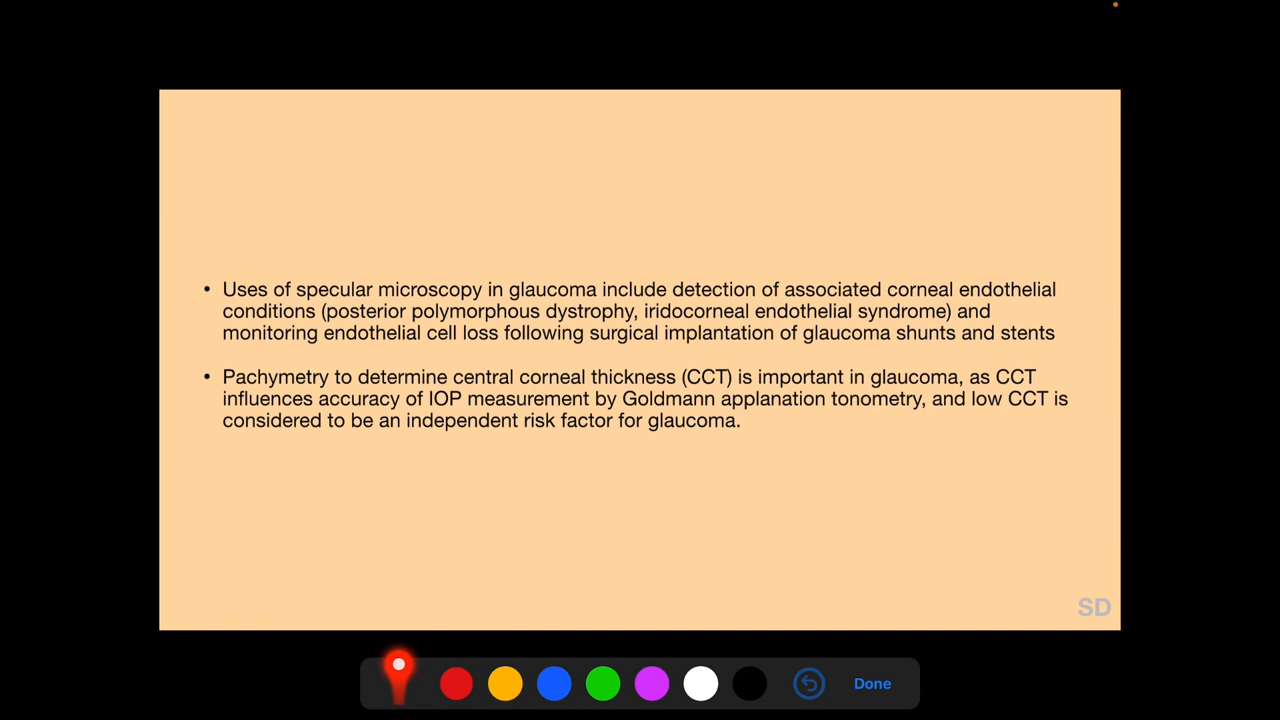 • Uses of specular microscopy in glaucoma include detection of associated corneal endothelial
conditions (posterior polymorphous dystrophy, iridocorneal endothelial syndrome) and
monitoring endothelial cell loss following surgical implantation of glaucoma shunts and stents
• Pachymetry to determine central corneal thickness (CCT) is important in glaucoma, as CCT
influences accuracy of IOP measurement by Goldmann applanation tonometry, and low CCT is
considered to be an independent risk factor for glaucoma.
SD
Done